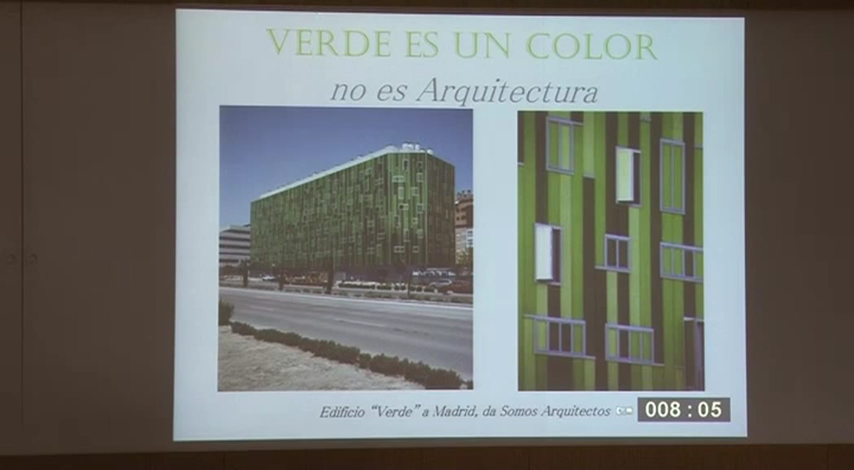 VERDE ES UN COLOR
no es Arquitectura
Edificio "Verde" a Madrid, da Somos Arquitectos
008 : 05